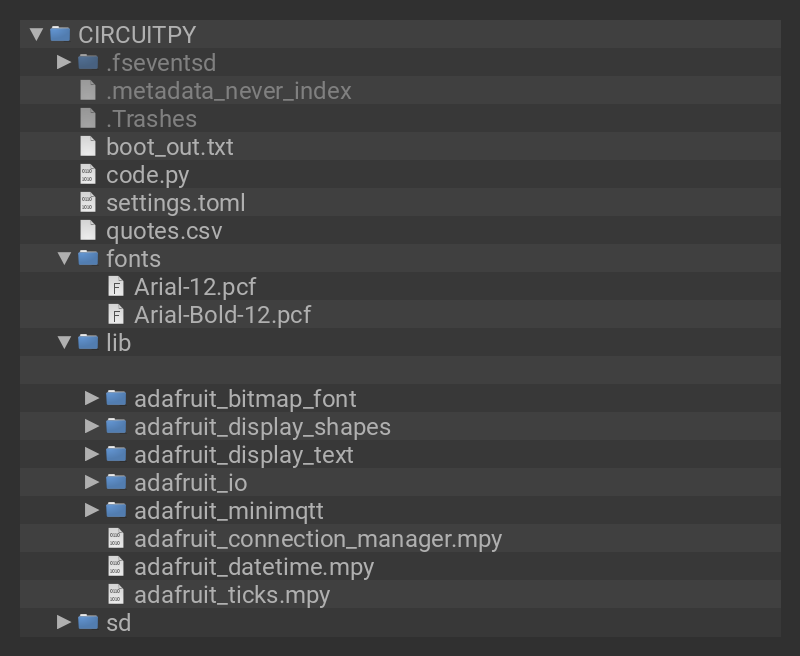 CIRCUITPY
.fseventsd
.metadata_never_index
.Trashes
boot_out.txt
code.py
settings.toml
quotes.csv
fonts
Arial-12.pcf
Arial-Bold-12.pcf
lib
adafruit_bitmap_font
adafruit_display_shapes
adafruit_display_text
adafruit_io
adafruit_minimqtt
adafruit_connection_manager.mpy
adafruit_datetime.mpy
adafruit_ticks.mpy
sd